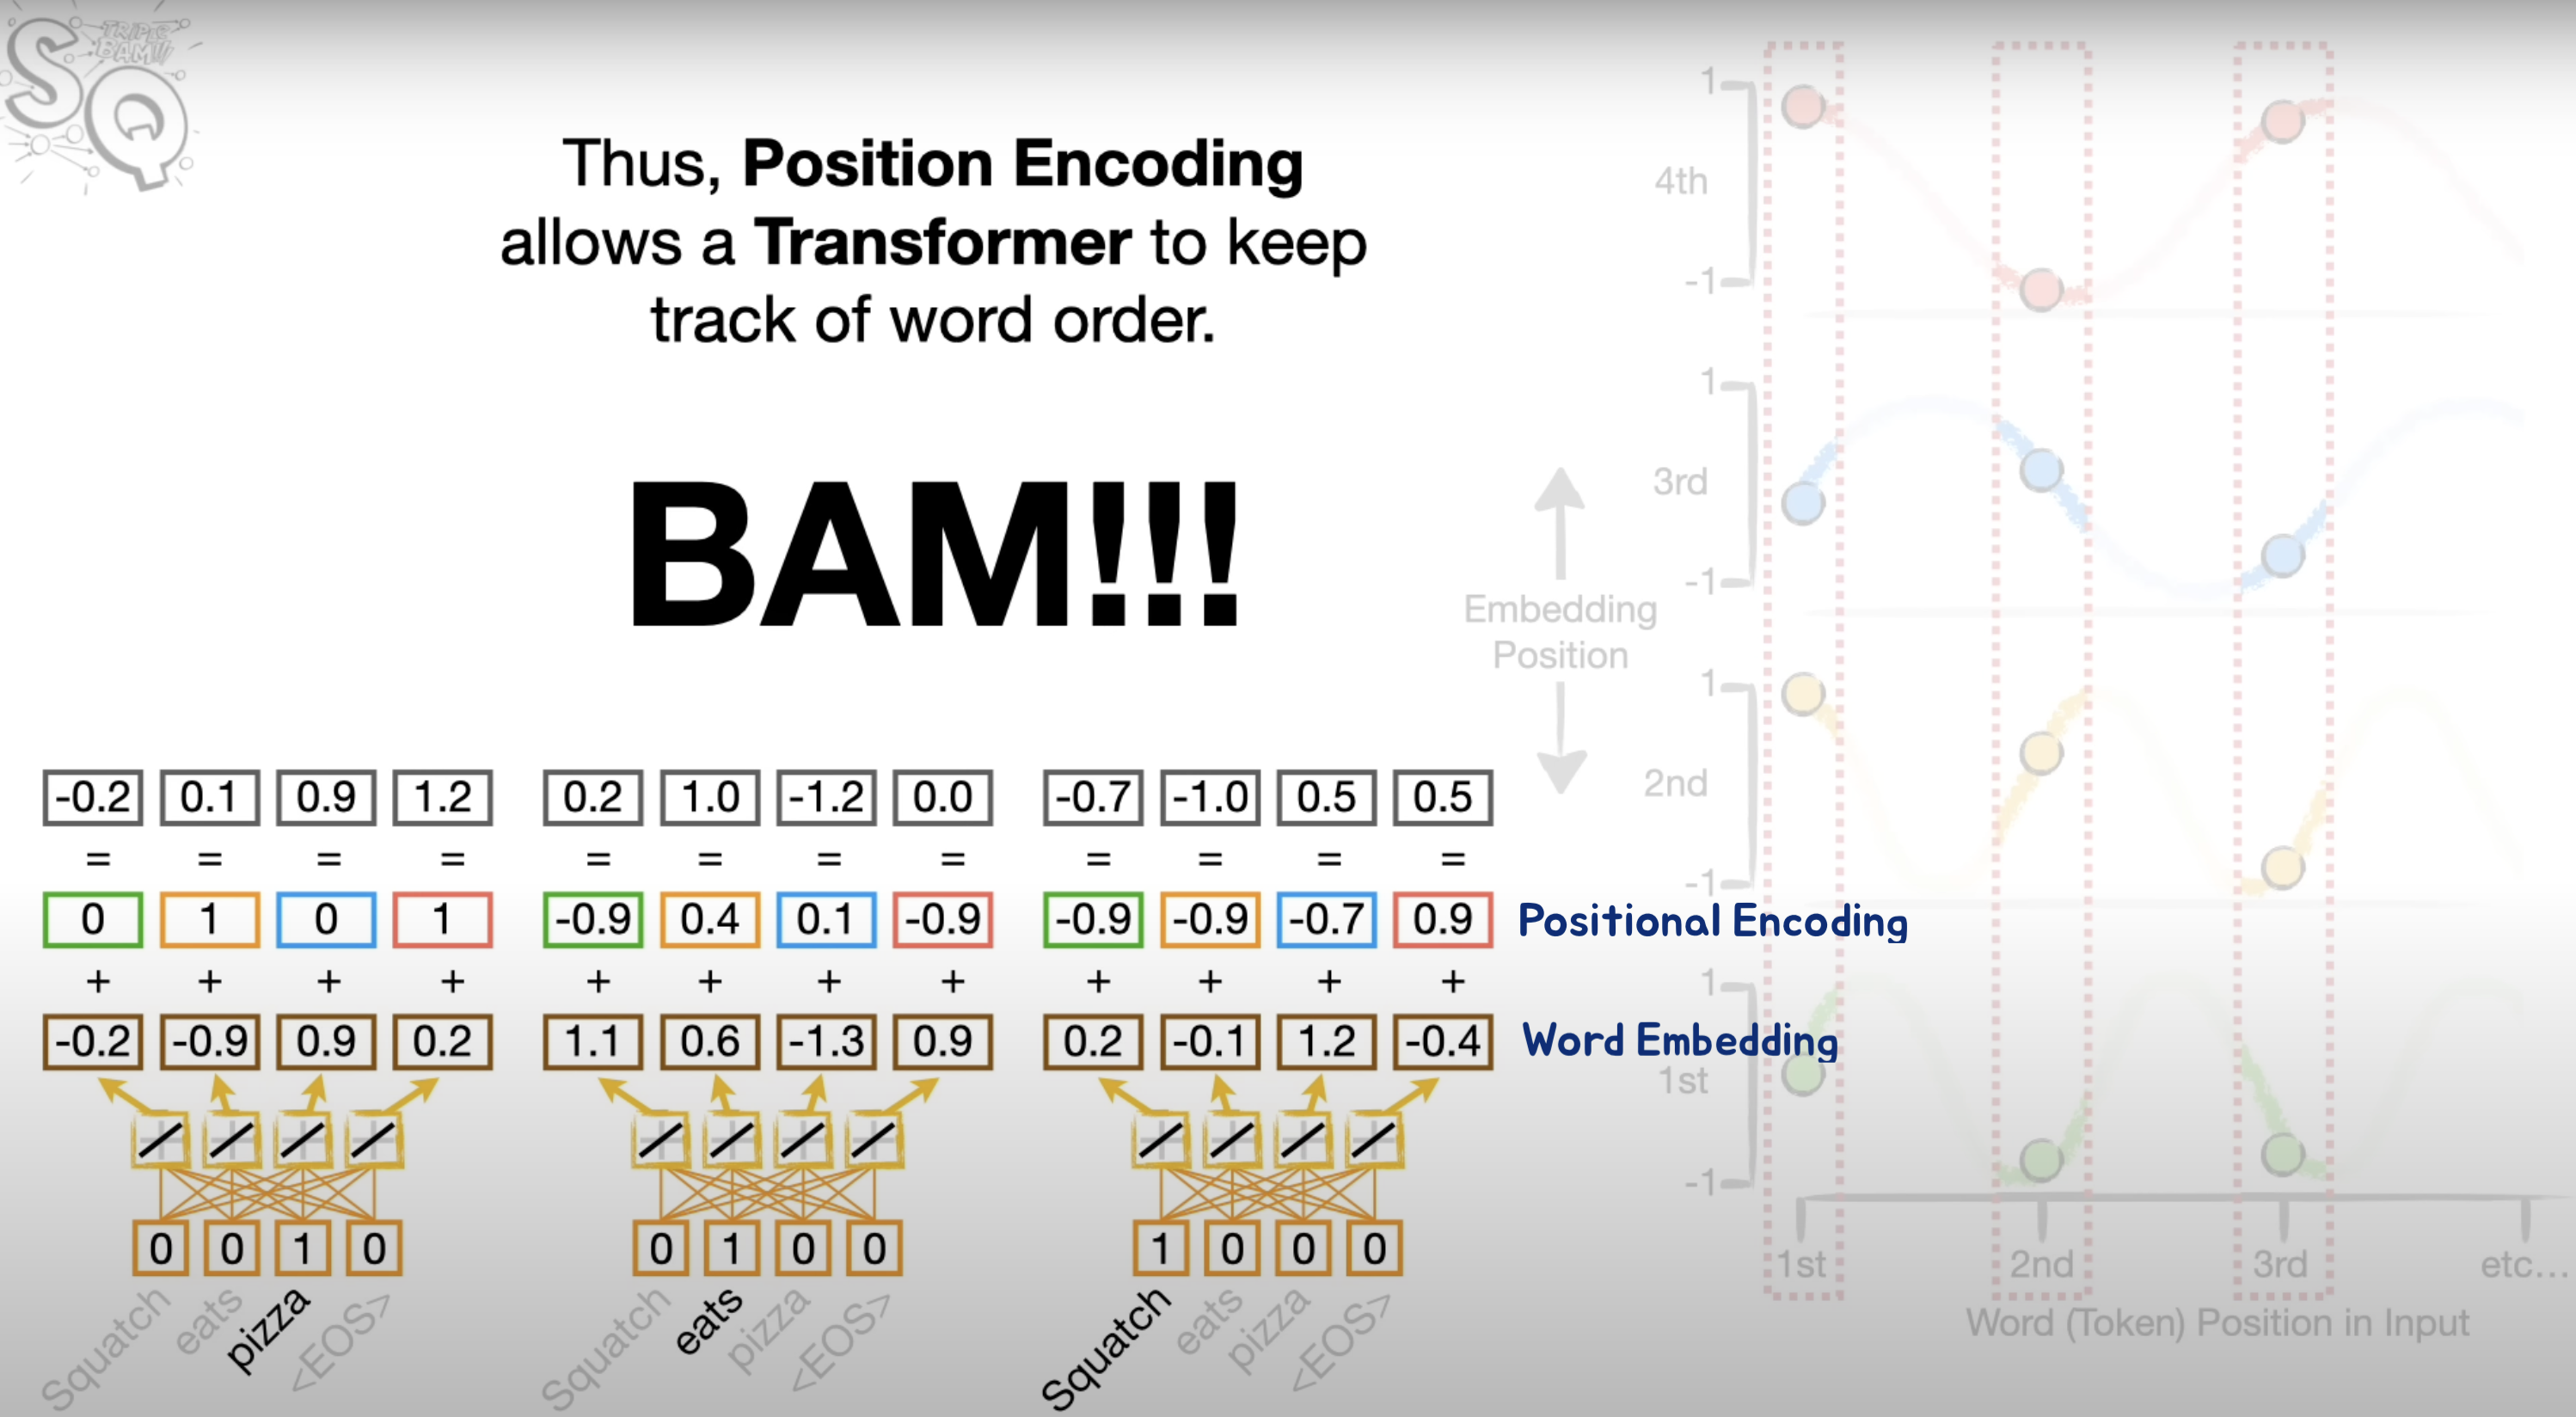 SQ
TRIPLE
BAM!!!
Thus, Position Encoding
allows a Transformer to keep
track of word order.
BAM!!!
-0.2 0.1 0.9 1.2 0.2 1.0 -1.2 0.0 -0.7 -1.0 0.5 0.5
= = = = = = = = = = = =
0 1 0 1 -0.9 0.4 0.1 -0.9 -0.9 -0.9 -0.7 0.9 Positional Encoding
+ + + + + + + + + + + +
-0.2 -0.9 0.9 0.2 1.1 0.6 -1.3 0.9 0.2 -0.1 1.2 -0.4 Word Embedding
0 0 1 0 0 1 0 0 1 0 0 0
Squatch eats pizza <EOS> Squatch eats pizza <EOS> Squatch eats pizza <EOS>
Embedding
Position
1
4th
-1
1
3rd
-1
1
2nd
-1
1
1st
-1
1st 2nd 3rd etc...
Word (Token) Position in Input